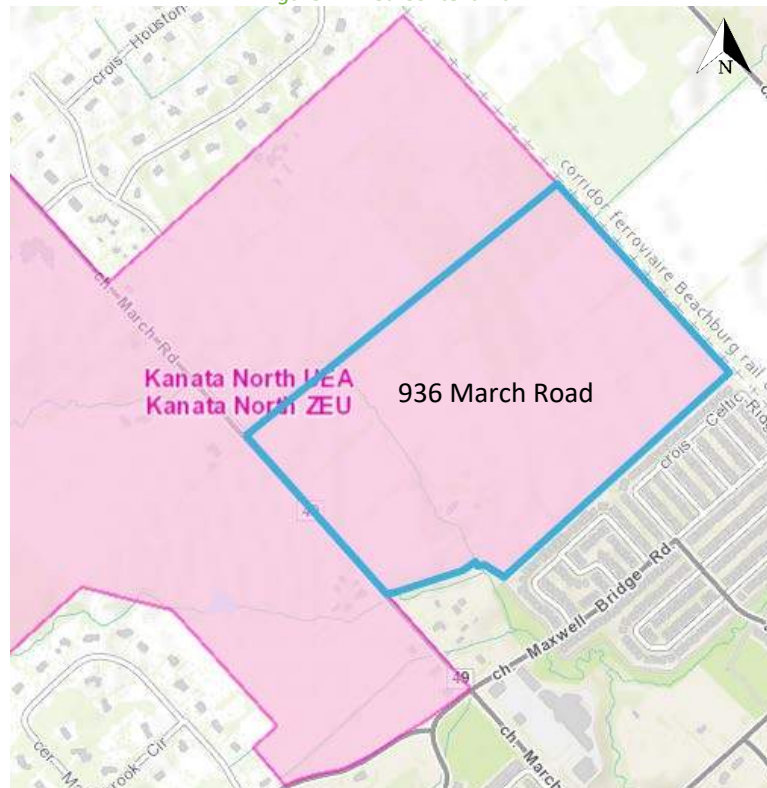 N
crois Houston
corridor ferroviaire Beachburg rail
ch. March Rd
Kanata North UEA
Kanata North ZEU
936 March Road
crois Celtic Ridge
49
ch. Maxwell Bridge Rd.
49
ch. March
Cir